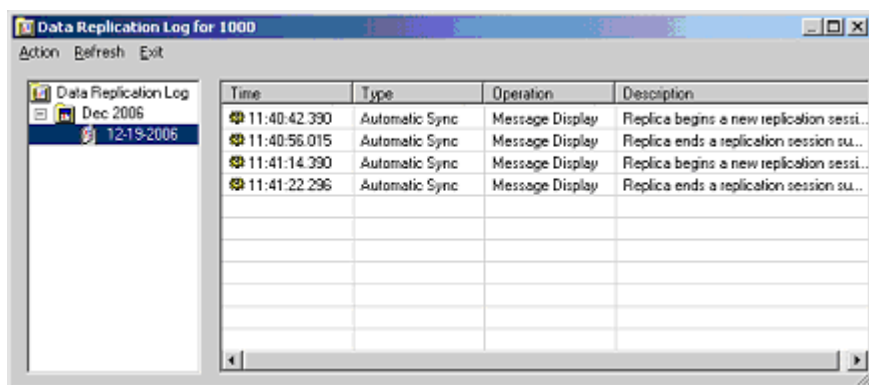 Data Replication Log for 1000
Action Refresh Exit
Data Replication Log
Dec 2006
12-19-2006
Time Type Operation Description
11:40:42.390 Automatic Sync Message Display Replica begins a new replication sessi...
11:40:56.015 Automatic Sync Message Display Replica ends a replication session su...
11:41:14.390 Automatic Sync Message Display Replica begins a new replication sessi...
11:41:22.296 Automatic Sync Message Display Replica ends a replication session su...